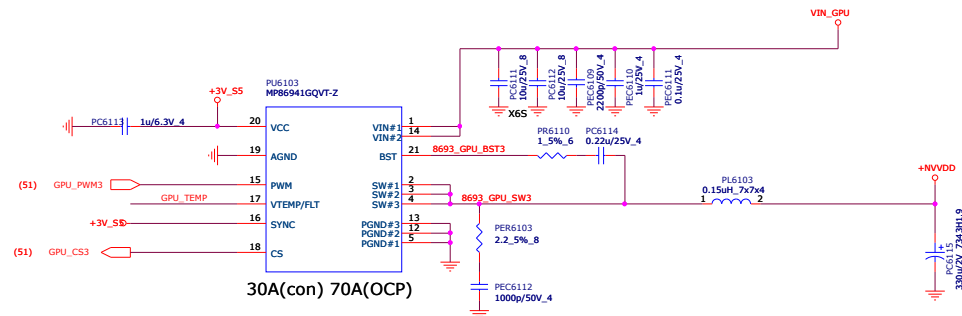 VIN_GPU
PC6111
10u/25V_8
X6S
PC6112
10u/25V_8
PEC6109
2200p/50V_4
PEC6110
1u/25V_4
PEC6111
0.1u/25V_4
+3V_S5
PU6103
MP86941GQVT-Z
PC6113
1u/6.3V_4
20
VCC
VIN#1
1
VIN#2
14
PR6110
1_5%_6
PC6114
0.22u/25V_4
19
AGND
BST
21
8693_GPU_BST3
(51)
GPU_PWM3
15
PWM
SW#1
2
SW#2
3
SW#3
4
8693_GPU_SW3
GPU_TEMP
17
VTEMP/FLT
PL6103
0.15uH_7x7x4
1
2
+NVVDD
+3V_S5
16
SYNC
PGND#3
13
PGND#2
12
PGND#1
5
PER6103
2.2_5%_8
(51)
GPU_CS3
18
CS
+
PC6115
330u/2V_7343H1.9
30A(con) 70A(OCP)
PEC6112
1000p/50V_4